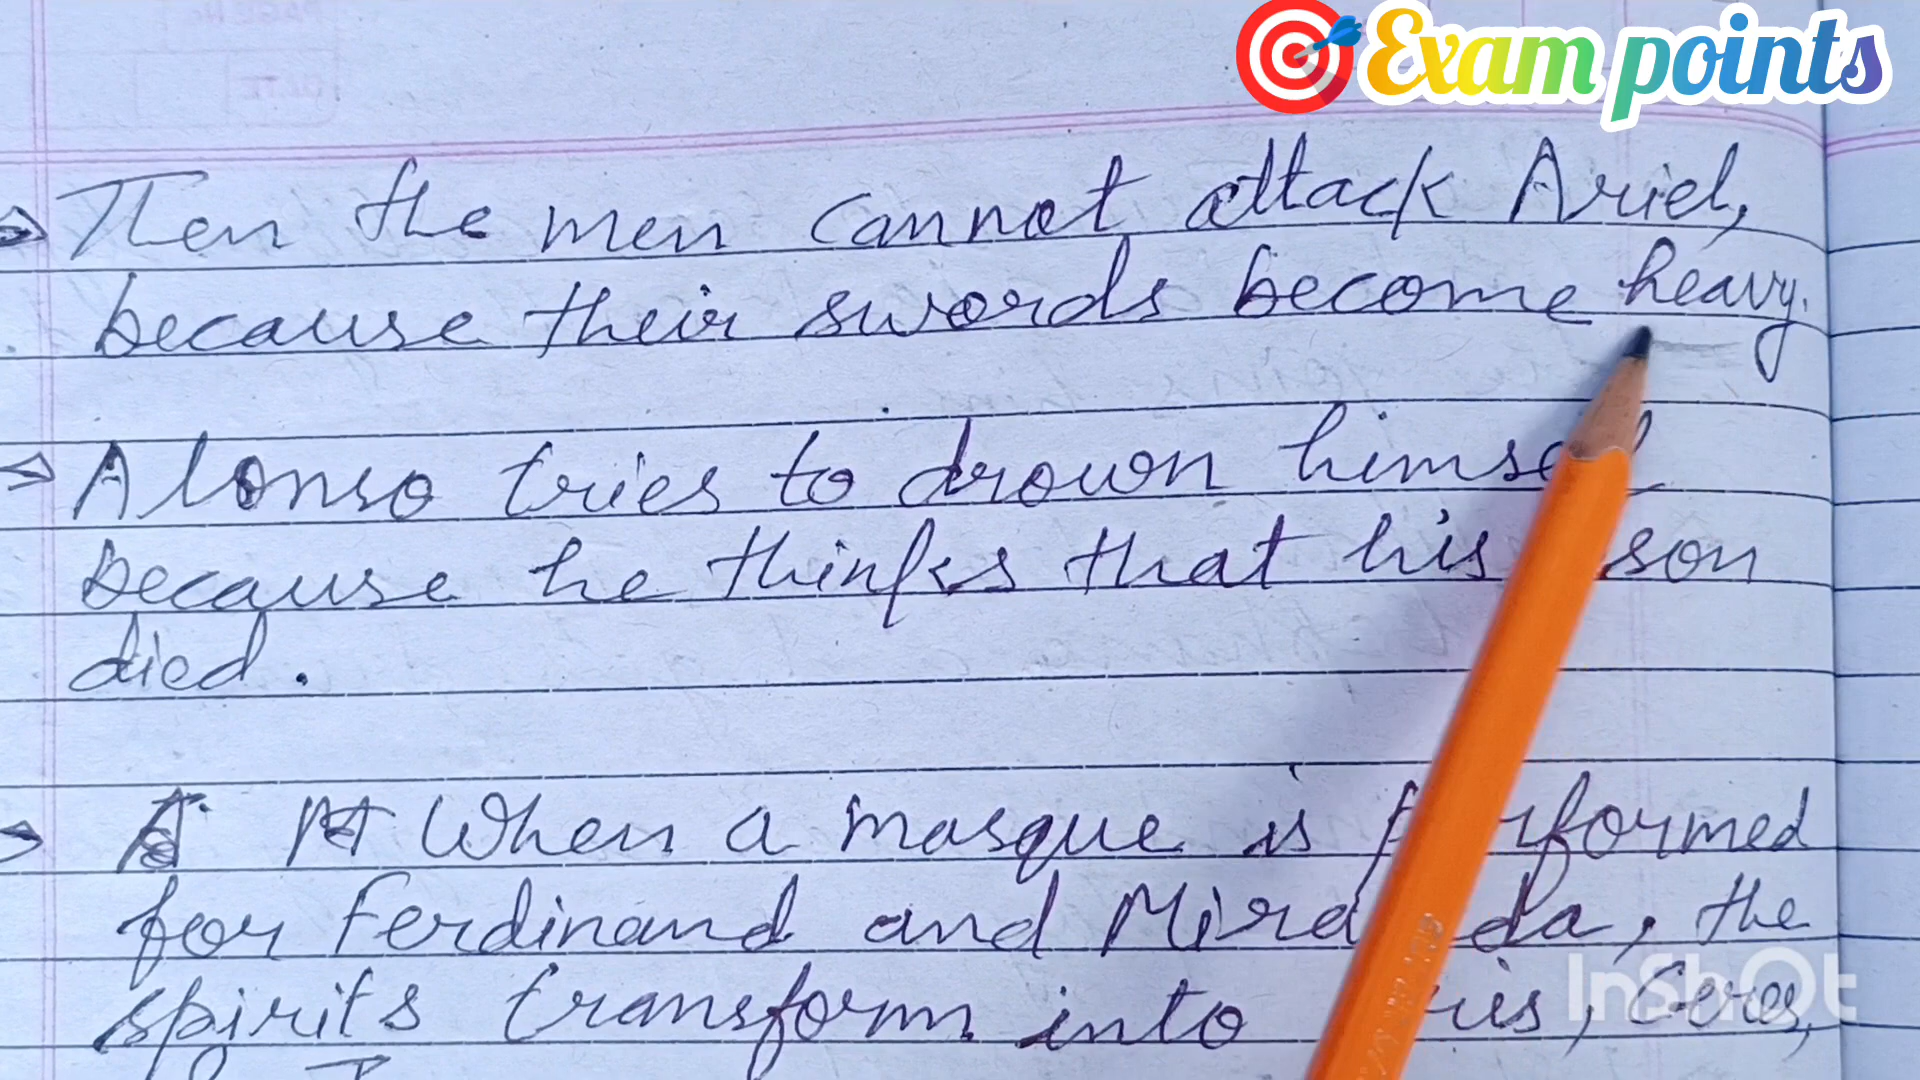 Exam points
Then the men cannot attack Ariel,
because their swords become heavy.
Alonso tries to drown
because he thinks that his son
died.
When a masque is performed
for Ferdinand and Miranda, the
spirits transform into Ceres,
InShOt